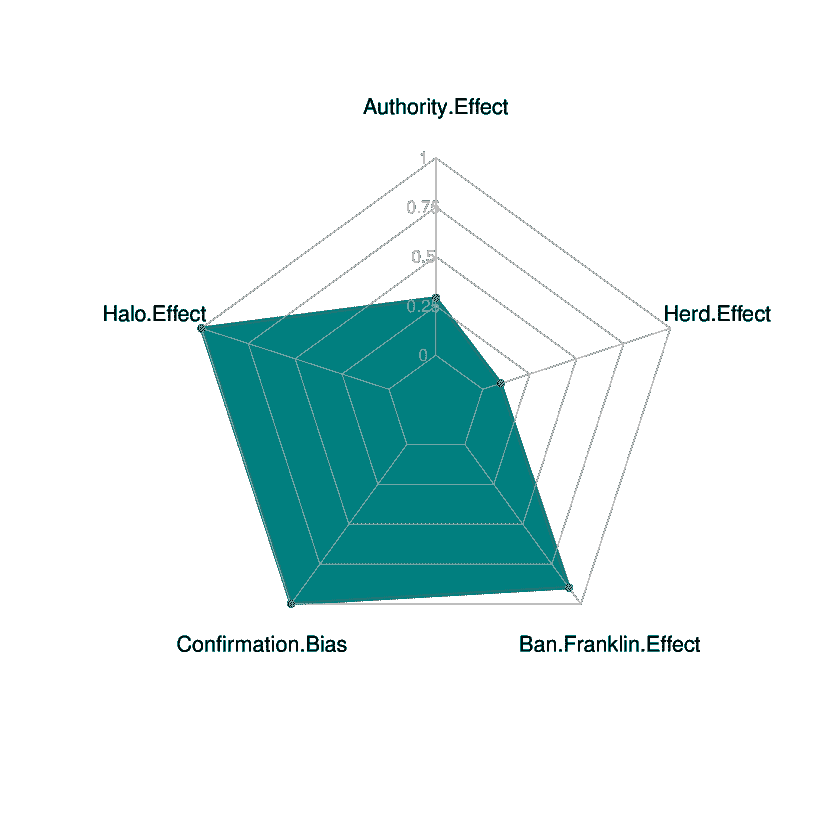 Authority.Effect
1
0.75
0.5
Halo.Effect
Herd.Effect
0.25
0
Confirmation.Bias
Ban.Franklin.Effect